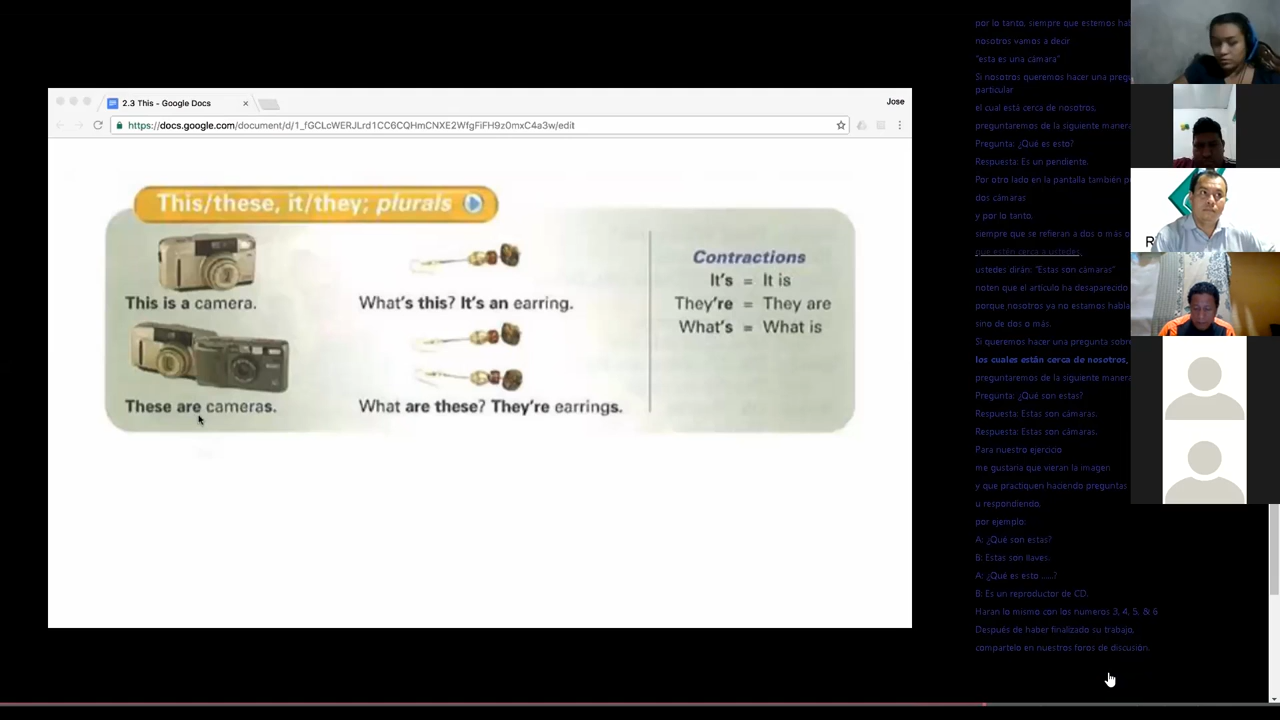 2.3 This - Google Docs
Jose
https://docs.google.com/document/d/1_fGCLcWERJLrd1CC6CQHmCNXE2WfgFiFH9z0mxC4a3w/edit
This/these, it/they; plurals
This is a camera.
What's this? It's an earring.
These are cameras.
What are these? They're earrings.
Contractions
It's = It is
They're = They are
What's = What is
por lo tanto, siempre que estemos
nosotros vamos a decir
"esta es una cámara"
Si nosotros queremos hacer una
particular
el cual está cerca de nosotros,
preguntaremos de la siguiente
Pregunta: ¿Qué es esto?
Respuesta: Es un pendiente.
Por otro lado en la pantalla también
dos cámaras
y por lo tanto,
siempre que se refieran a dos o más
que estén cerca a ustedes,
ustedes dirán: "Estas son cámaras"
noten que el artículo ha desaparecido
porque nosotros ya no estamos
sino de dos o más.
Si queremos hacer una pregunta
los cuales están cerca de nosotros,
preguntaremos de la siguiente
Pregunta: ¿Qué son estas?
Respuesta: Estas son cámaras.
Respuesta: Estas son cámaras.
Para nuestro ejercicio
me gustaría que vieran la imagen
y que practiquen haciendo preguntas
u respondiendo,
por ejemplo:
A: ¿Qué son estas?
B: Estas son llaves.
A: ¿Qué es esto ......?
B: Es un reproductor de CD.
Haran lo mismo con los numeros 3, 4, 5, & 6
Después de haber finalizado su trabajo,
compartelo en nuestros foros de discusión.
R